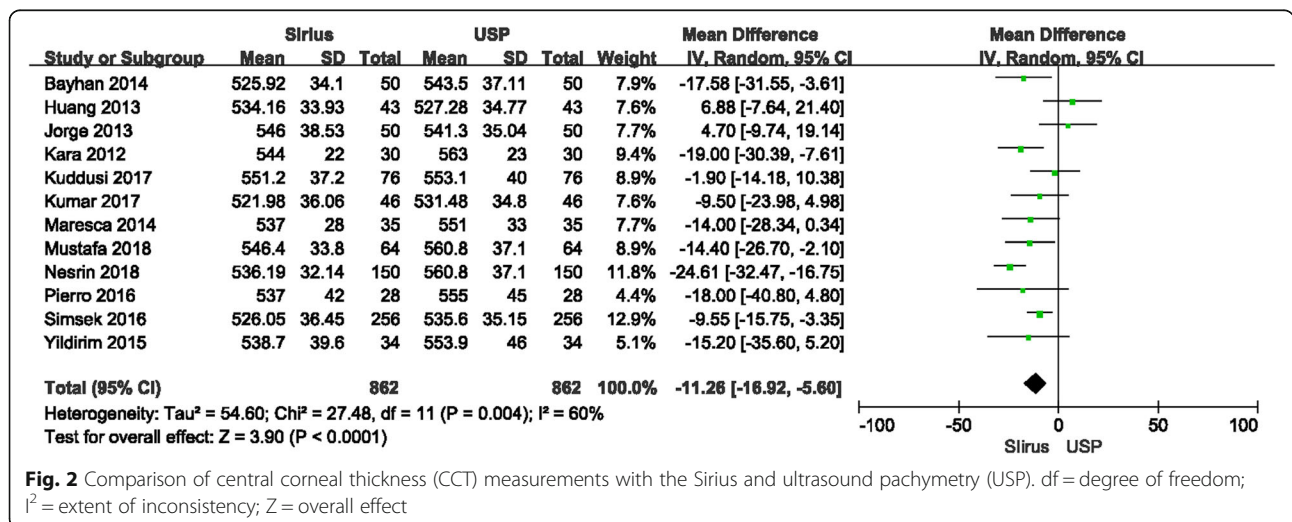 Sirius USP Mean Difference Mean Difference
Study or Subgroup Mean SD Total Mean SD Total Weight IV, Random, 95% CI IV, Random, 95% CI
Bayhan 2014 525.92 34.1 50 543.5 37.11 50 7.9% -17.58 [-31.55, -3.61]
Huang 2013 534.16 33.93 43 527.28 34.77 43 7.6% 6.88 [-7.64, 21.40]
Jorge 2013 546 38.53 50 541.3 35.04 50 7.7% 4.70 [-9.74, 19.14]
Kara 2012 544 22 30 563 23 30 9.4% -19.00 [-30.39, -7.61]
Kuddusi 2017 551.2 37.2 76 553.1 40 76 8.9% -1.90 [-14.18, 10.38]
Kumar 2017 521.98 36.06 46 531.48 34.8 46 7.6% -9.50 [-23.98, 4.98]
Maresca 2014 537 28 35 551 33 35 7.7% -14.00 [-28.34, 0.34]
Mustafa 2018 546.4 33.8 64 560.8 37.1 64 8.9% -14.40 [-26.70, -2.10]
Nesrin 2018 536.19 32.14 150 560.8 37.1 150 11.8% -24.61 [-32.47, -16.75]
Pierro 2016 537 42 28 555 45 28 4.4% -18.00 [-40.80, 4.80]
Simsek 2016 526.05 36.45 256 535.6 35.15 256 12.9% -9.55 [-15.75, -3.35]
Yildirim 2015 538.7 39.6 34 553.9 46 34 5.1% -15.20 [-35.60, 5.20]
Total (95% CI) 862 862 100.0% -11.26 [-16.92, -5.60]
Heterogeneity: Tau² = 54.60; Chi² = 27.48, df = 11 (P = 0.004); I² = 60%
Test for overall effect: Z = 3.90 (P < 0.0001)
-100 -50 0 50 100
Slirus USP
Fig. 2 Comparison of central corneal thickness (CCT) measurements with the Sirius and ultrasound pachymetry (USP). df = degree of freedom;
I² = extent of inconsistency; Z = overall effect